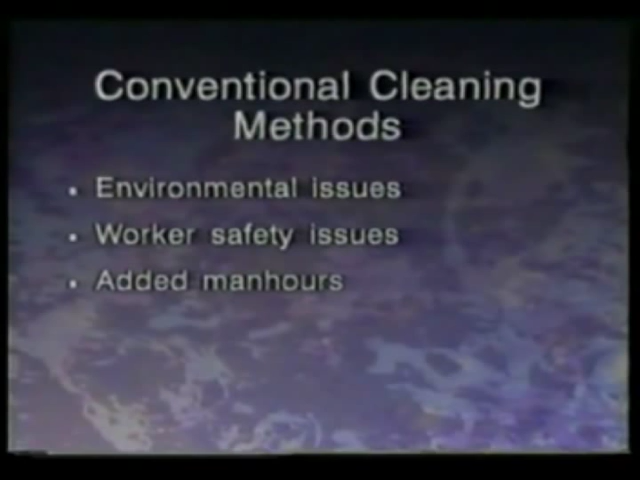 Conventional Cleaning
Methods
• Environmental issues
• Worker safety issues
• Added manhours